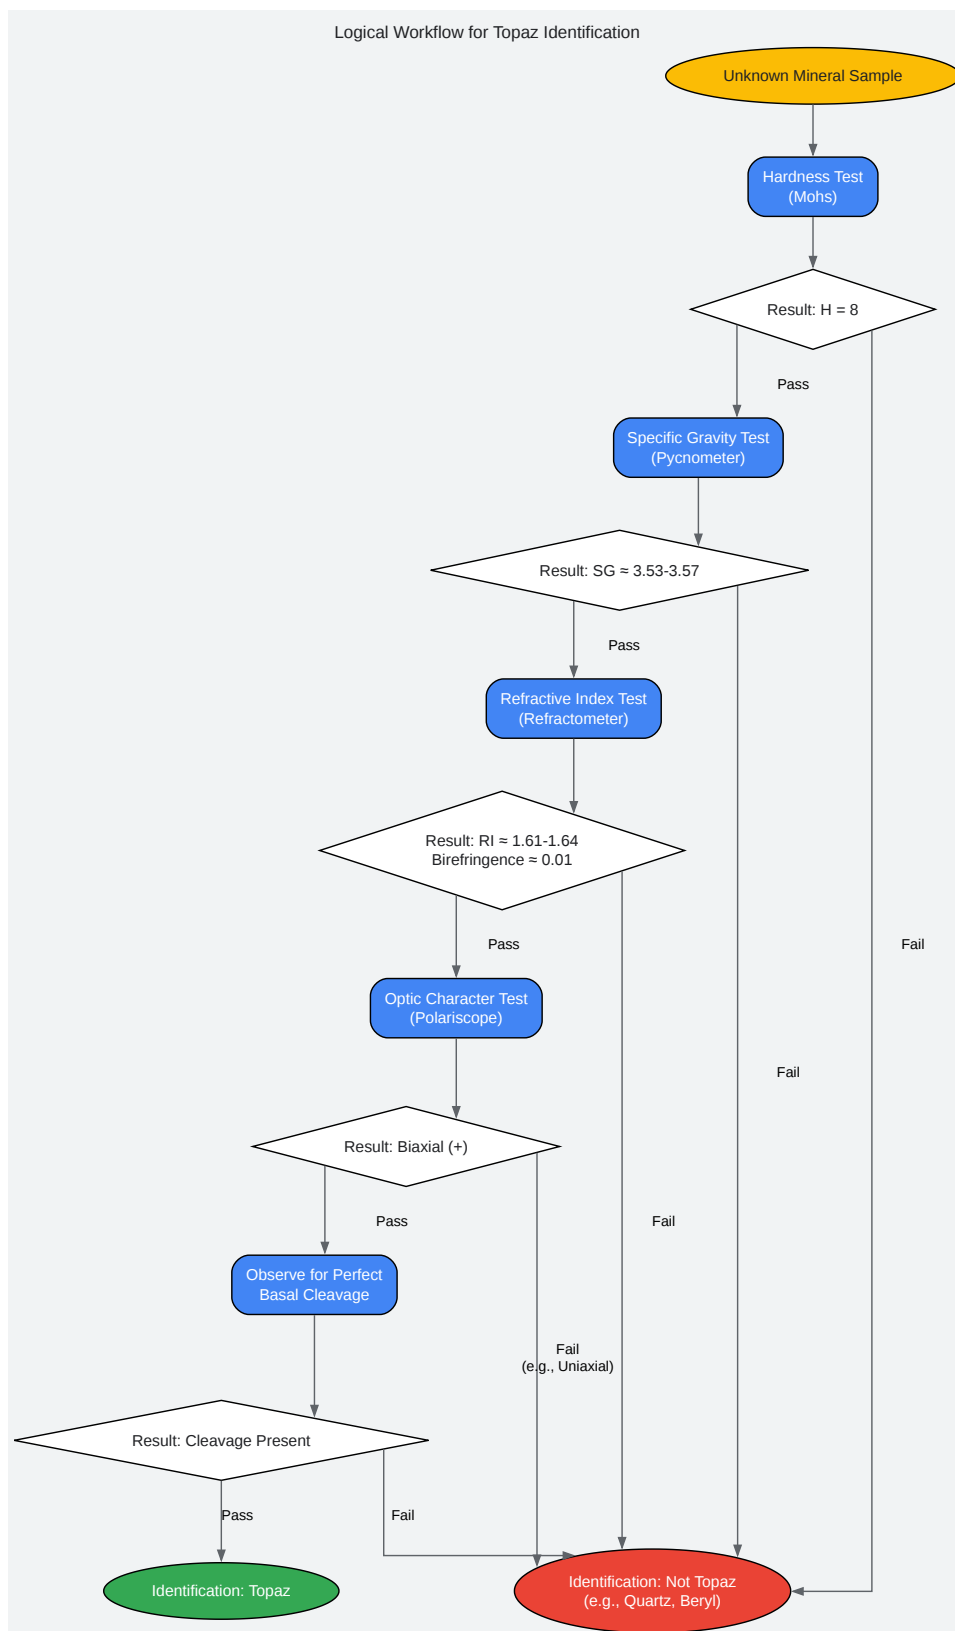 Logical Workflow for Topaz Identification
Unknown Mineral Sample
Hardness Test
(Mohs)
Result: H = 8
Pass
Specific Gravity Test
(Pycnometer)
Result: SG ≈ 3.53-3.57
Pass
Refractive Index Test
(Refractometer)
Result: RI ≈ 1.61-1.64
Birefringence ≈ 0.01
Pass
Fail
Optic Character Test
(Polariscope)
Fail
Result: Biaxial (+)
Pass
Fail
Observe for Perfect
Basal Cleavage
Fail
(e.g., Uniaxial)
Result: Cleavage Present
Pass
Fail
Identification: Topaz
Identification: Not Topaz
(e.g., Quartz, Beryl)